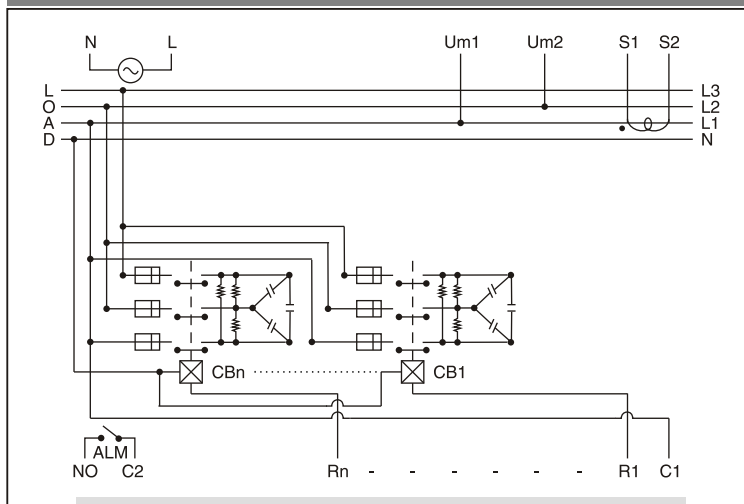 N L Um1 Um2 S1 S2
L L3
O L2
A L1
D N
CBn CB1
ALM
NO C2 Rn - - - - - - R1 C1